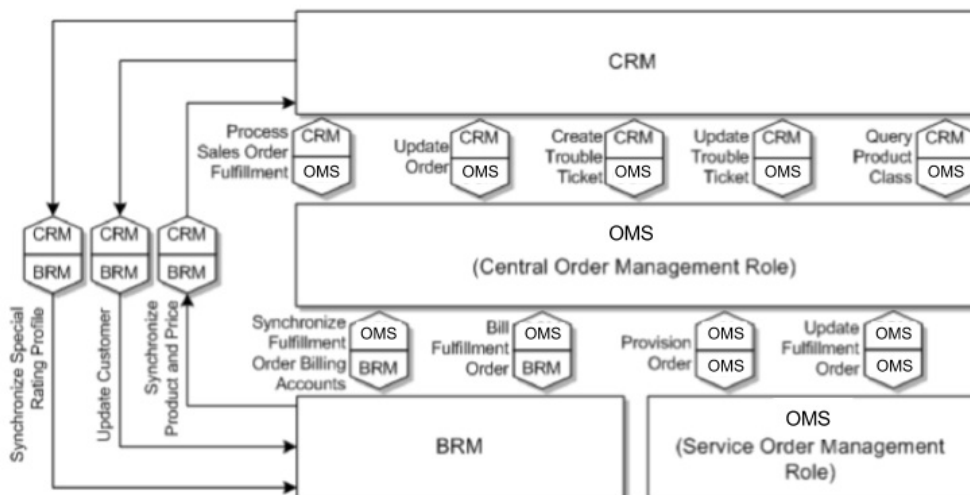 CRM
Process
Sales Order
Fulfillment
CRM
OMS
Update
Order
CRM
OMS
Create
Trouble
Ticket
CRM
OMS
Update
Trouble
Ticket
CRM
OMS
Query
Product
Class
CRM
OMS
CRM
BRM
CRM
BRM
CRM
BRM
OMS
(Central Order Management Role)
Synchronize Special
Rating Profile
Update Customer
Synchronize
Product and Price
Synchronize
Fulfillment
Order Billing
Accounts
OMS
BRM
Bill
Fulfillment
Order
OMS
BRM
Provision
Order
OMS
OMS
Update
Fulfillment
Order
OMS
OMS
BRM
OMS
(Service Order Management
Role)